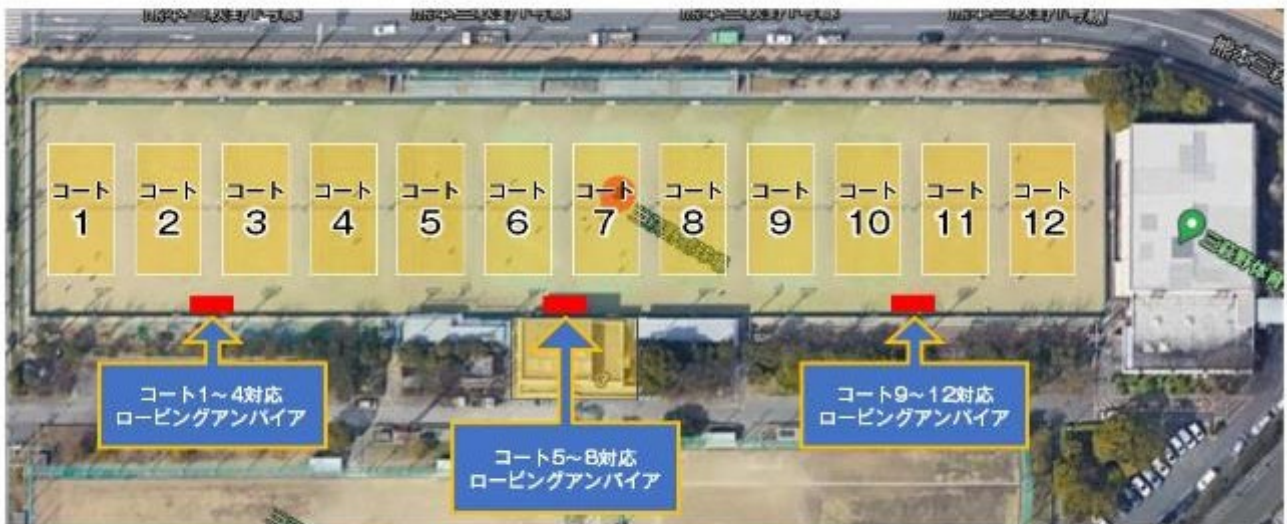 コート
1
コート
2
コート
3
コート
4
コート
5
コート
6
コート
7
コート
8
コート
9
コート
10
コート
11
コート
12
コート1～4対応
ロービングアンパイア
コート5～8対応
ロービングアンパイア
コート9～12対応
ロービングアンパイア